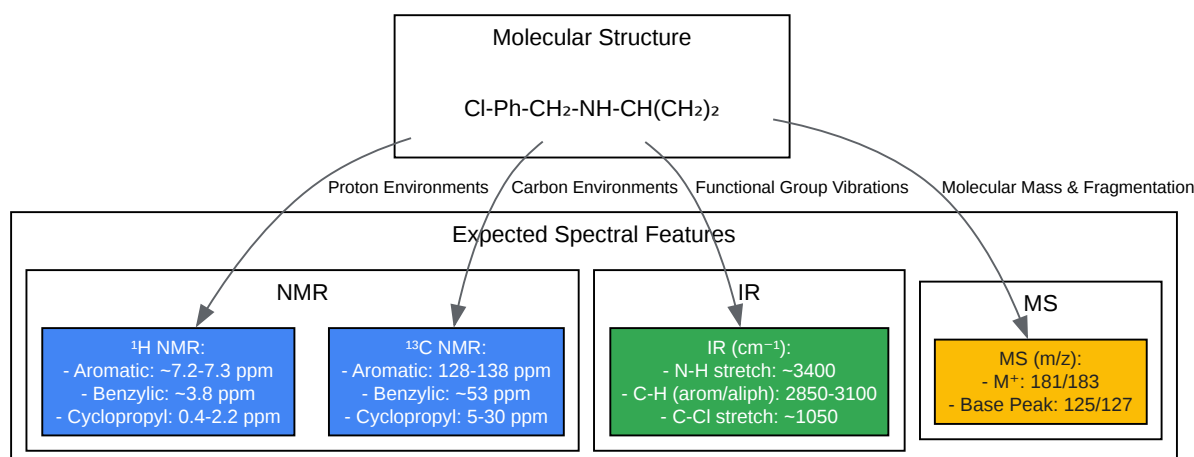 Molecular Structure
Cl-Ph-CH₂-NH-CH(CH₂)₂
Proton Environments
Carbon Environments
Functional Group Vibrations
Molecular Mass & Fragmentation
Expected Spectral Features
NMR
IR
MS
¹H NMR:
- Aromatic: ~7.2-7.3 ppm
- Benzylic: ~3.8 ppm
- Cyclopropyl: 0.4-2.2 ppm
¹³C NMR:
- Aromatic: 128-138 ppm
- Benzylic: ~53 ppm
- Cyclopropyl: 5-30 ppm
IR (cm⁻¹):
- N-H stretch: ~3400
- C-H (arom/aliph): 2850-3100
- C-Cl stretch: ~1050
MS (m/z):
- M⁺: 181/183
- Base Peak: 125/127